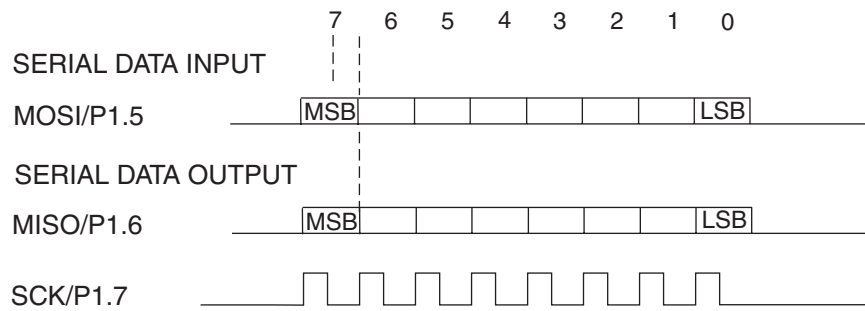 7 6 5 4 3 2 1 0
SERIAL DATA INPUT
MOSI/P1.5 MSB LSB
SERIAL DATA OUTPUT
MISO/P1.6 MSB LSB
SCK/P1.7